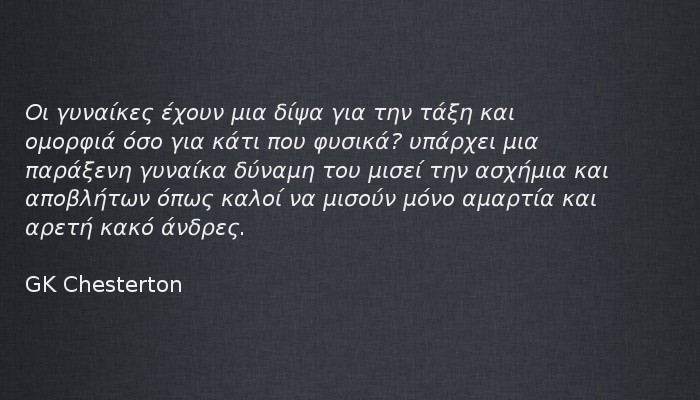 Οι γυναίκες έχουν μια δίψα για την τάξη και
ομορφιά όσο για κάτι που φυσικά? υπάρχει μια
παράξενη γυναίκα δύναμη του μισεί την ασχήμια και
αποβλήτων όπως καλοί να μισούν μόνο αμαρτία και
αρετή κακό άνδρες.
GK Chesterton